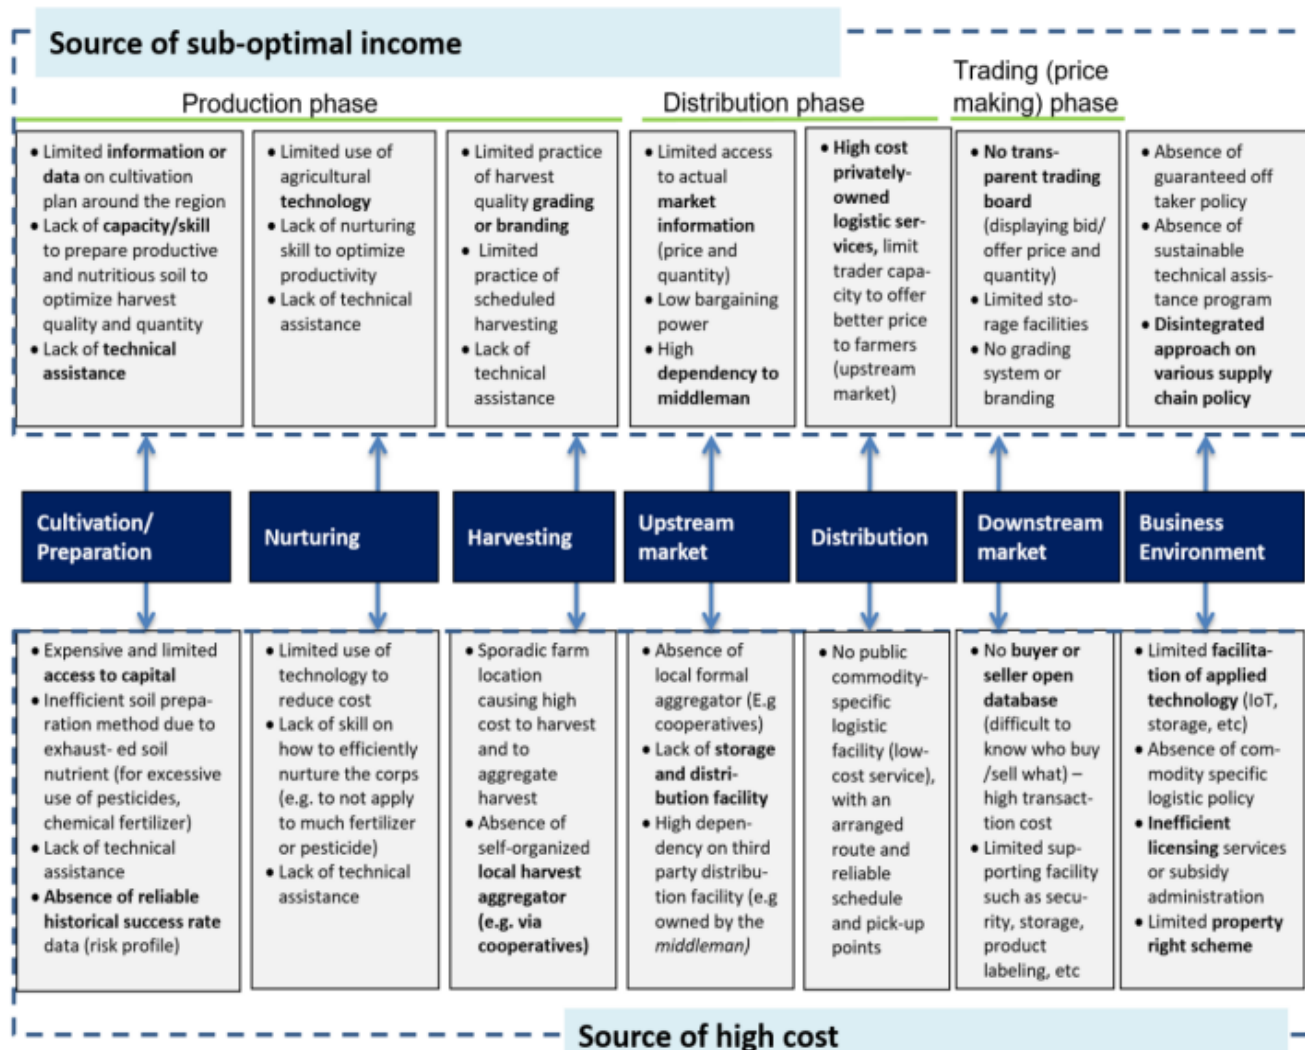 Source of sub-optimal income
Production phase
Distribution phase
Trading (price
making) phase
• Limited information or
data on cultivation
plan around the region
• Lack of capacity/skill
to prepare productive
and nutritious soil to
optimize harvest
quality and quantity
• Lack of technical
assistance
• Limited use of
agricultural
technology
• Lack of nurturing
skill to optimize
productivity
• Lack of technical
assistance
• Limited practice
of harvest
quality grading
or branding
• Limited
practice of
scheduled
harvesting
• Lack of
technical
assistance
• Limited access
to actual
market
information
(price and
quantity)
• Low bargaining
power
• High
dependency to
middleman
• High cost
privately-
owned
logistic ser-
vices, limit
trader capa-
city to offer
better price
to farmers
(upstream
market)
• No trans-
parent trading
board
(displaying bid/
offer price and
quantity)
• Limited sto-
rage facilities
• No grading
system or
branding
• Absence of
guaranteed off
taker policy
• Absence of
sustainable
technical assis-
tance program
• Disintegrated
approach on
various supply
chain policy
Cultivation/
Preparation
Nurturing
Harvesting
Upstream
market
Distribution
Downstream
market
Business
Environment
• Expensive and limited
access to capital
• Inefficient soil prepa-
ration method due to
exhaust- ed soil
nutrient (for excessive
use of pesticides,
chemical fertilizer)
• Lack of technical
assistance
• Absence of reliable
historical success rate
data (risk profile)
• Limited use of
technology to
reduce cost
• Lack of skill on
how to efficiently
nurture the corps
(e.g. to not apply
to much fertilizer
or pesticide)
• Lack of technical
assistance
• Sporadic farm
location
causing high
cost to harvest
and to
aggregate
harvest
• Absence of
self-organized
local harvest
aggregator
(e.g. via
cooperatives)
• Absence of
local formal
aggregator (E.g
cooperatives)
• Lack of storage
and distri-
bution facility
• High depen-
dency on third
party distribu-
tion facility (e.g
owned by the
middleman)
• No public
commodity-
specific
logistic
facility (low-
cost service),
with an
arranged
route and
reliable
schedule
and pick-up
points
• No buyer or
seller open
database
(difficult to
know who buy
/sell what) –
high transact-
tion cost
• Limited sup-
porting facility
such as secu-
rity, storage,
product
labeling, etc
• Limited facilita-
tion of applied
technology (IoT,
storage, etc)
• Absence of com-
modity specific
logistic policy
• Inefficient
licensing services
or subsidy
administration
• Limited property
right scheme
Source of high cost